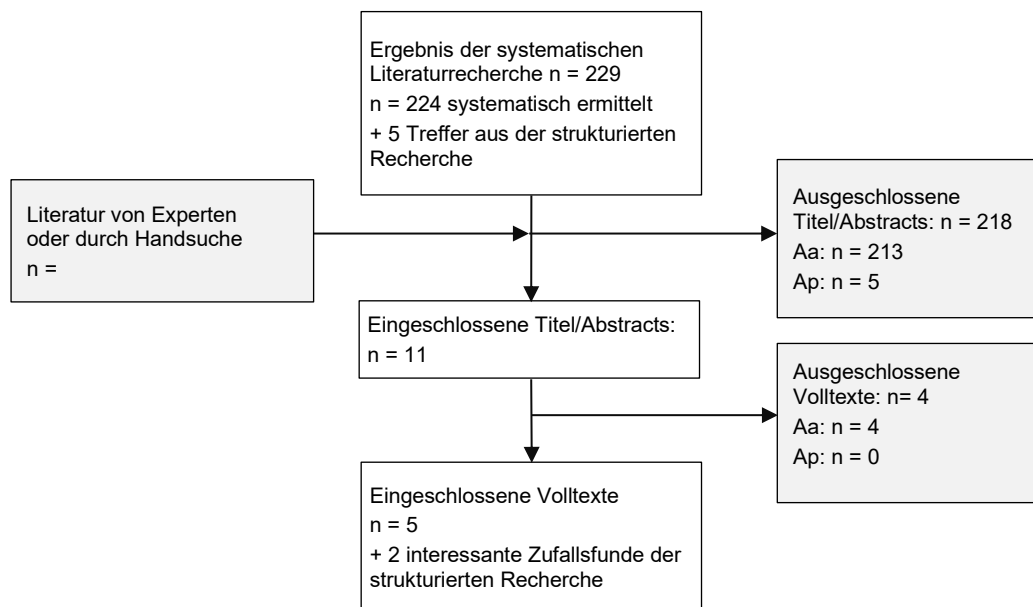 Ergebnis der systematischen
Literaturrecherche n = 229
n = 224 systematisch ermittelt
+ 5 Treffer aus der strukturierten
Recherche
Literatur von Experten
oder durch Handsuche
n =
Ausgeschlossene
Titel/Abstracts: n = 218
Aa: n = 213
Ap: n = 5
Eingeschlossene Titel/Abstracts:
n = 11
Ausgeschlossene
Volltexte: n= 4
Aa: n = 4
Ap: n = 0
Eingeschlossene Volltexte
n = 5
+ 2 interessante Zufallsfunde der
strukturierten Recherche